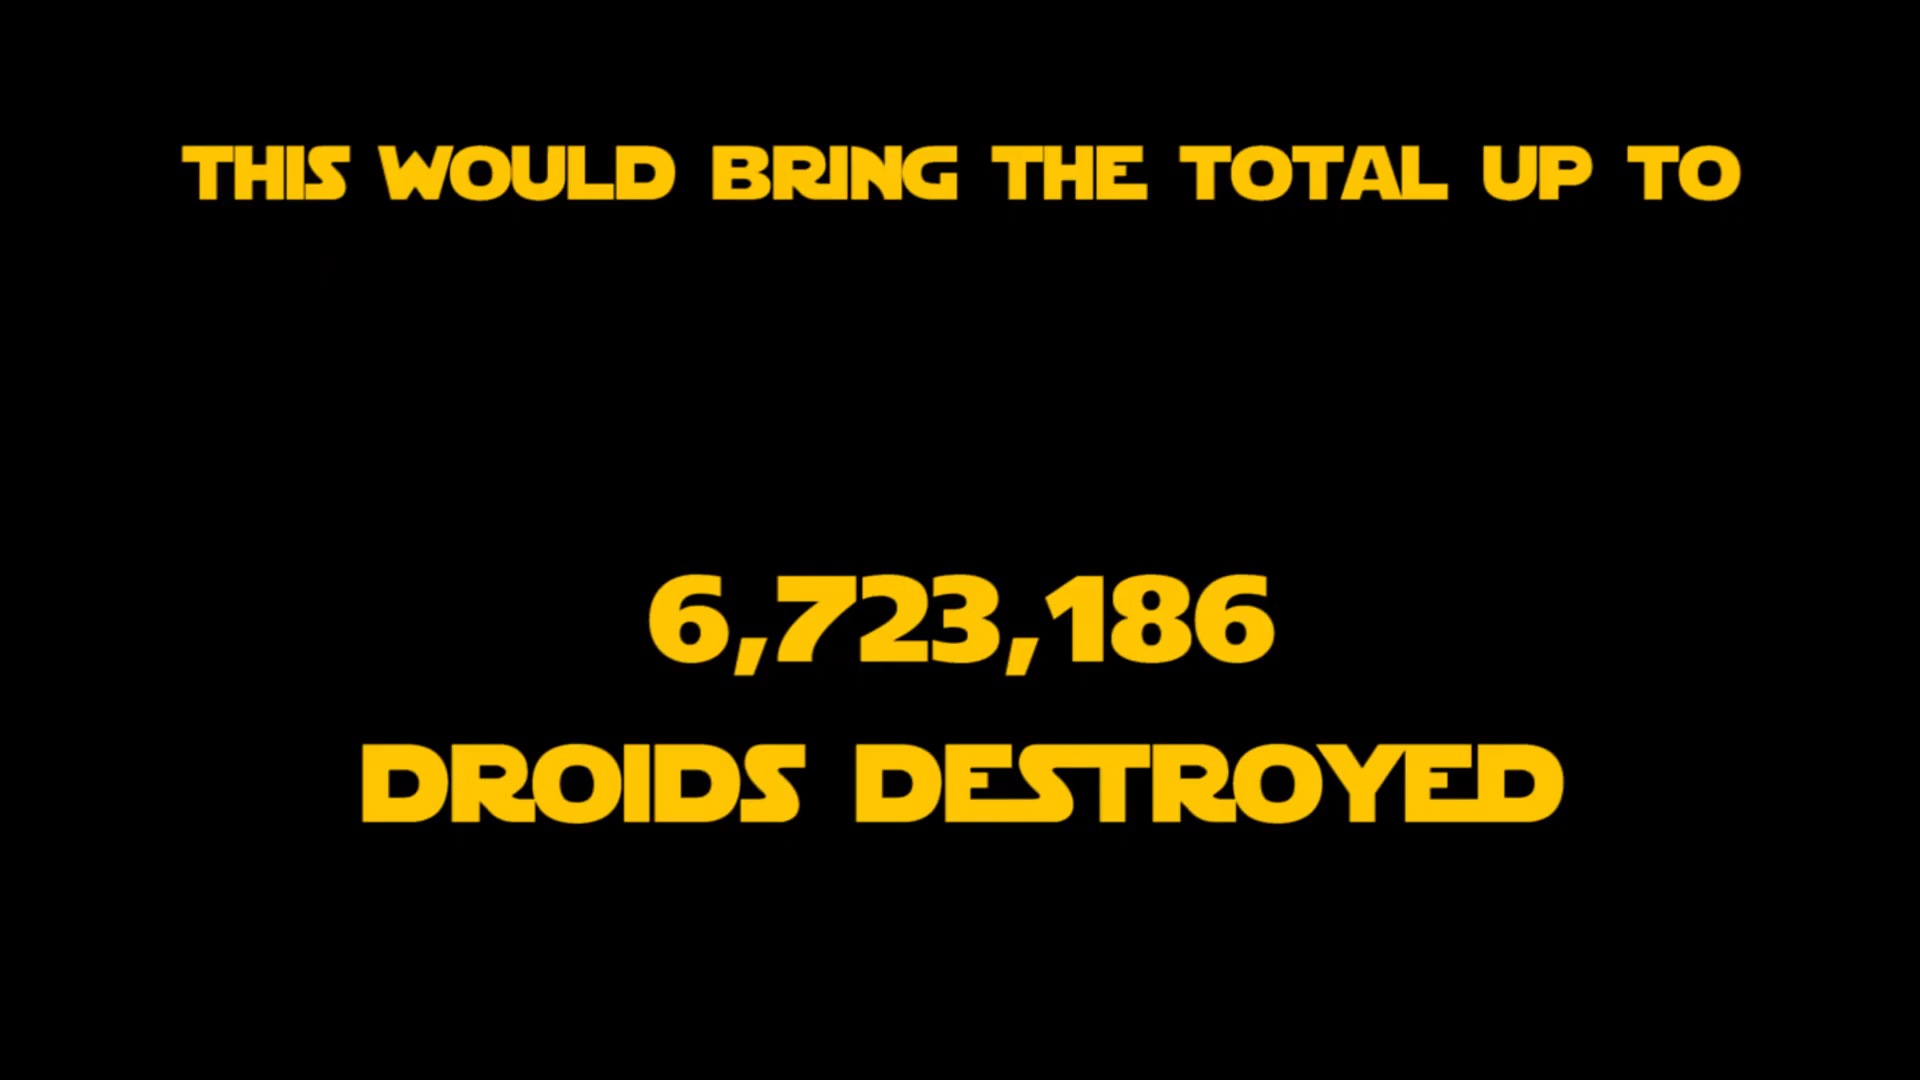 THIS WOULD BRING THE TOTAL UP TO
6,723,186
DROIDS DESTROYED